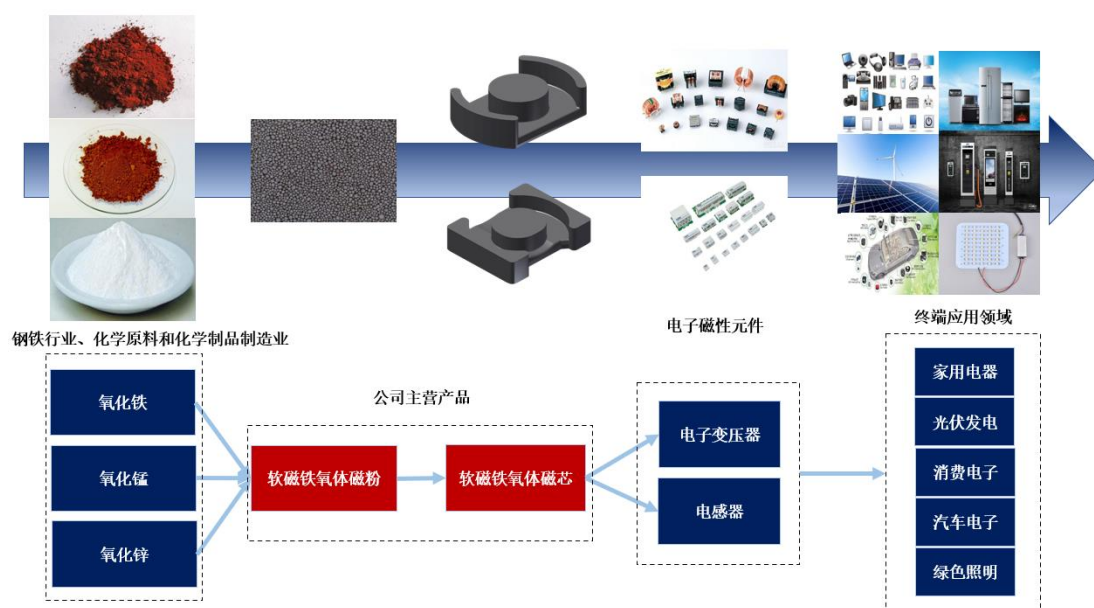 钢铁行业、化学原料和化学制品制造业
电子磁性元件
终端应用领域
公司主营产品
氧化铁
氧化锰
氧化锌
软磁铁氧体磁粉
软磁铁氧体磁芯
电子变压器
电感器
家用电器
光伏发电
消费电子
汽车电子
绿色照明